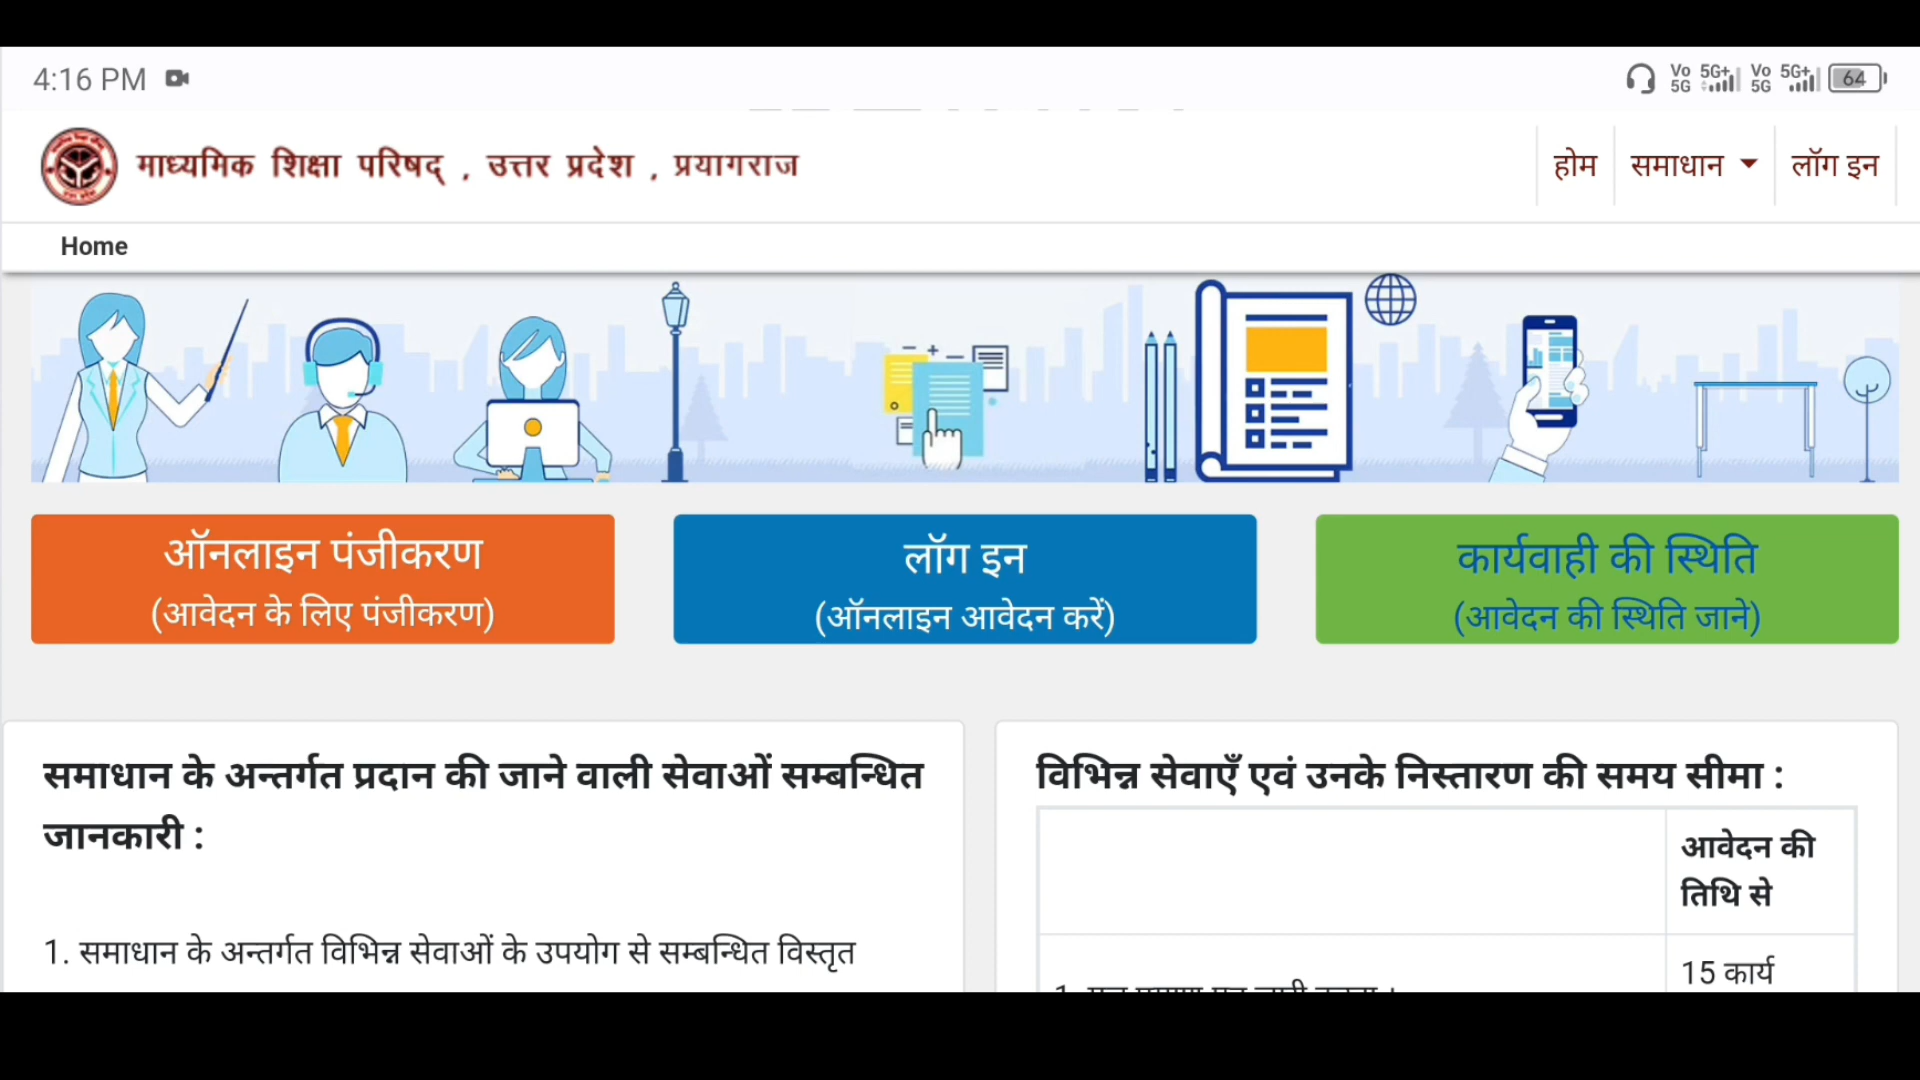 4:16 PM
Vo 5G 5G+ Vo 5G 5G+ 64
माध्यमिक शिक्षा परिषद् , उत्तर प्रदेश , प्रयागराज
होम
समाधान
लॉग इन
Home
ऑनलाइन पंजीकरण
(आवेदन के लिए पंजीकरण)
लॉग इन
(ऑनलाइन आवेदन करें)
कार्यवाही की स्थिति
(आवेदन की स्थिति जाने)
समाधान के अन्तर्गत प्रदान की जाने वाली सेवाओं सम्बन्धित
जानकारी :
1. समाधान के अन्तर्गत विभिन्न सेवाओं के उपयोग से सम्बन्धित विस्तृत
विभिन्न सेवाएँ एवं उनके निस्तारण की समय सीमा :
आवेदन की
तिथि से
15 कार्य